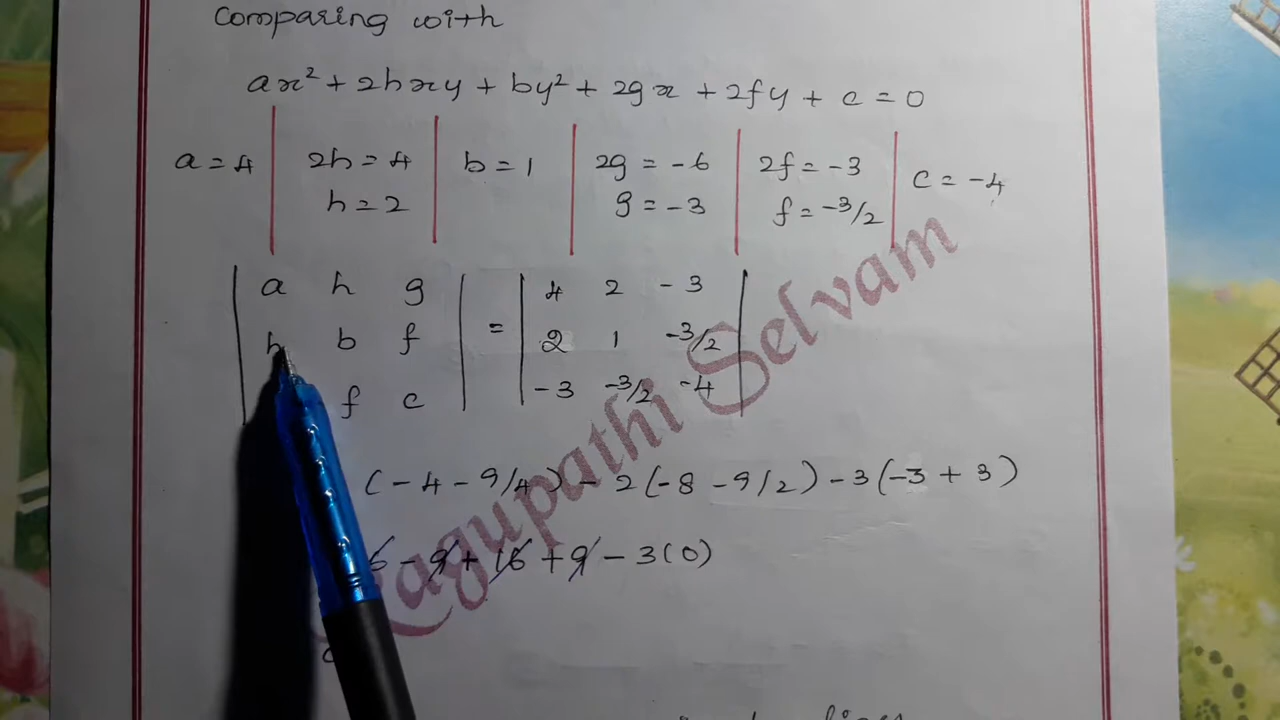 Comparing with
ax² + 2hxy + by² + 2gx + 2fy + c = 0
a = 4 | 2h = 4 | b = 1 | 2g = -6 | 2f = -3 | c = -4
h = 2 | g = -3 | f = -3/2
| a h g | = | 4 2 -3 |
| h b f | | 2 1 -3/2 |
| f c | | -3 -3/2 -4 |
(-4 - 9/4) - 2(-8 - 9/2) - 3(-3 + 3)
6 - 9 + 16 + 9 - 3(0)
Ragupathi Selvam